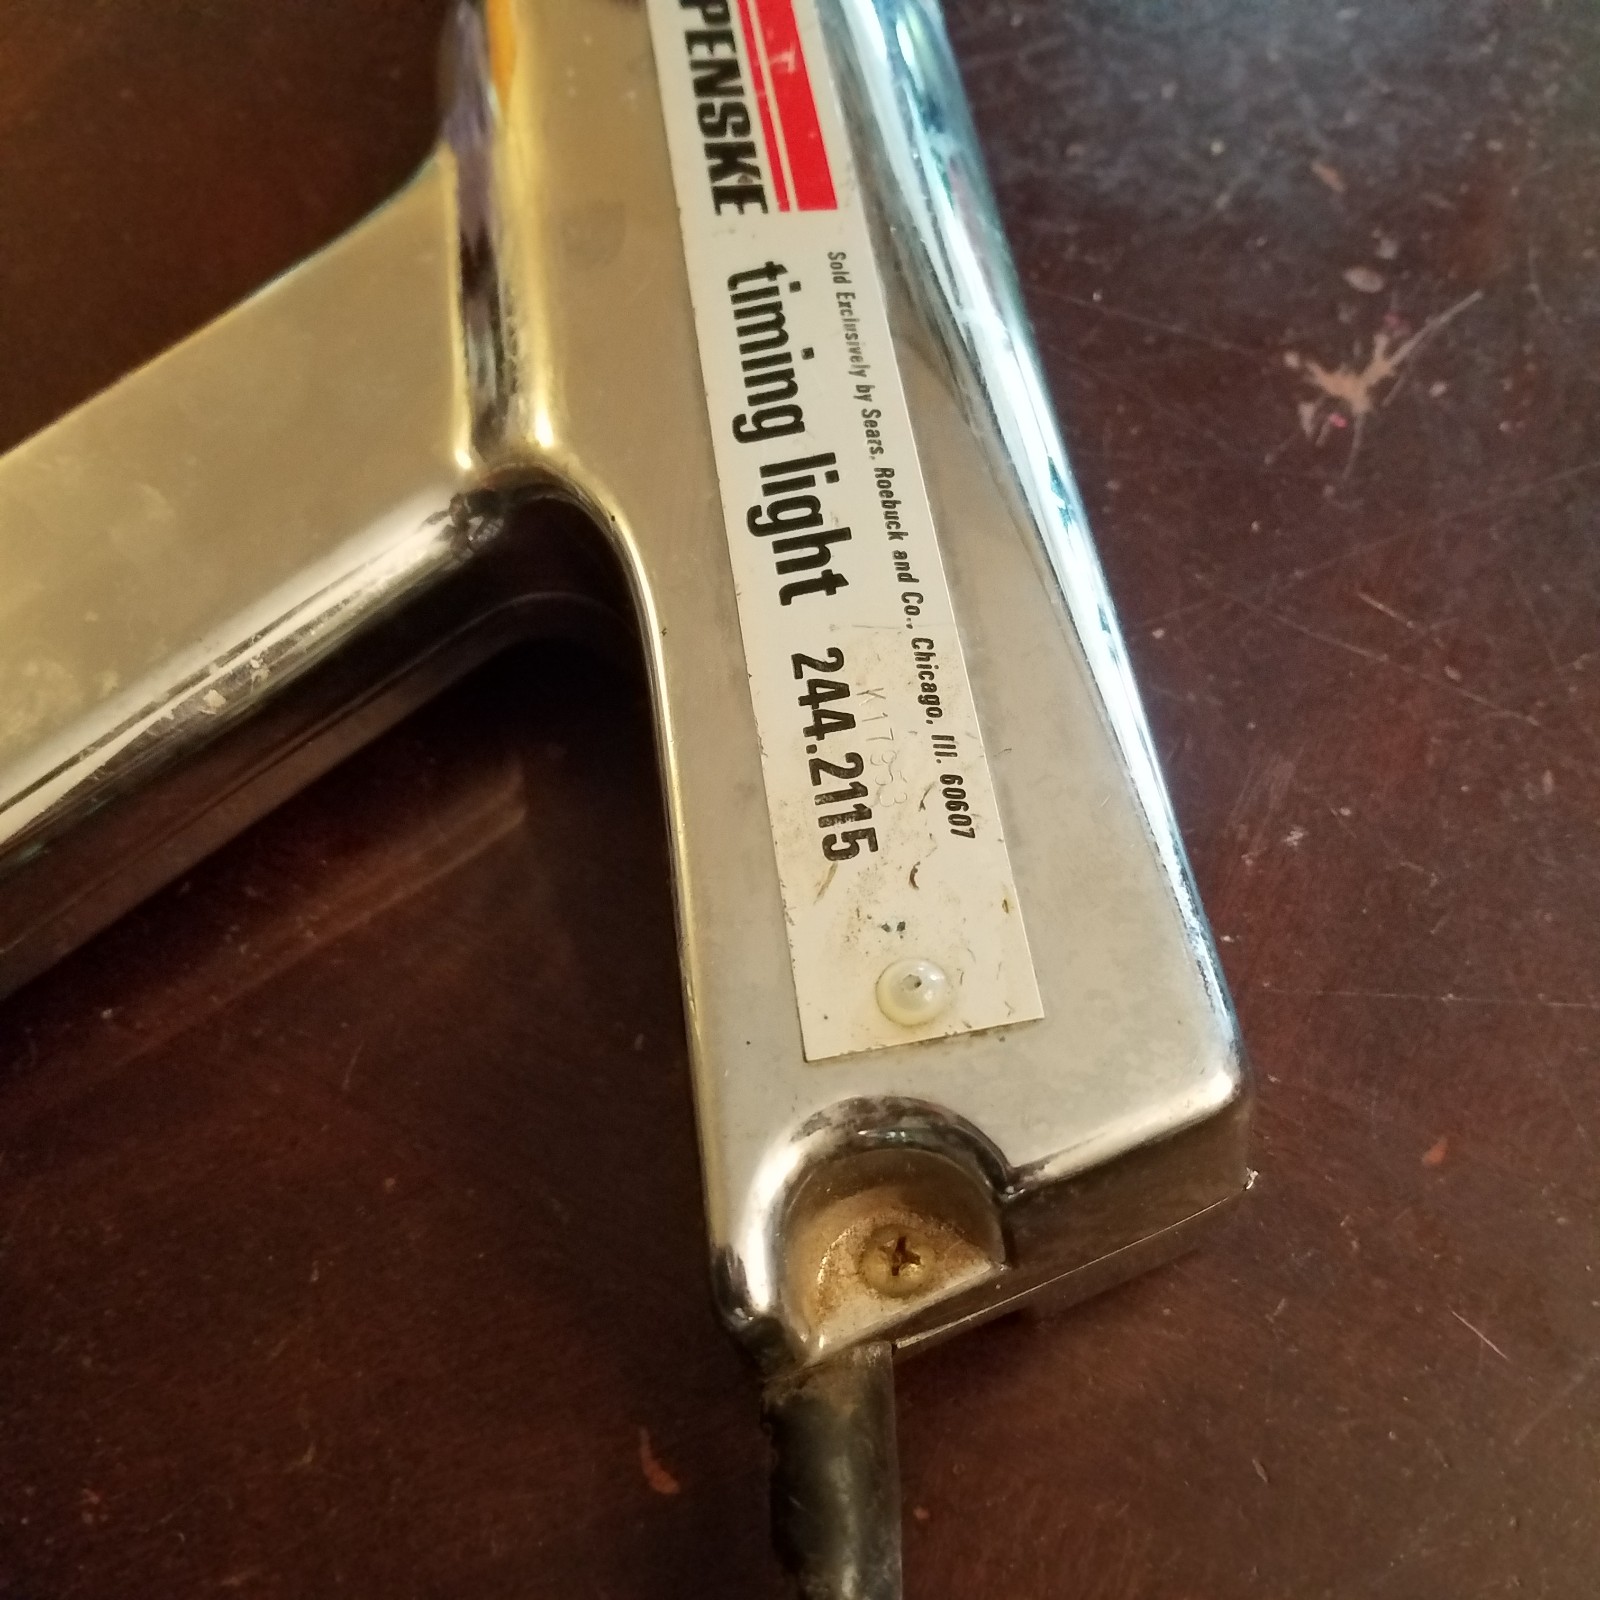 PENSKE timing light 244.2115
Sold Exclusively by Sears, Roebuck and Co., Chicago, Ill. 60607